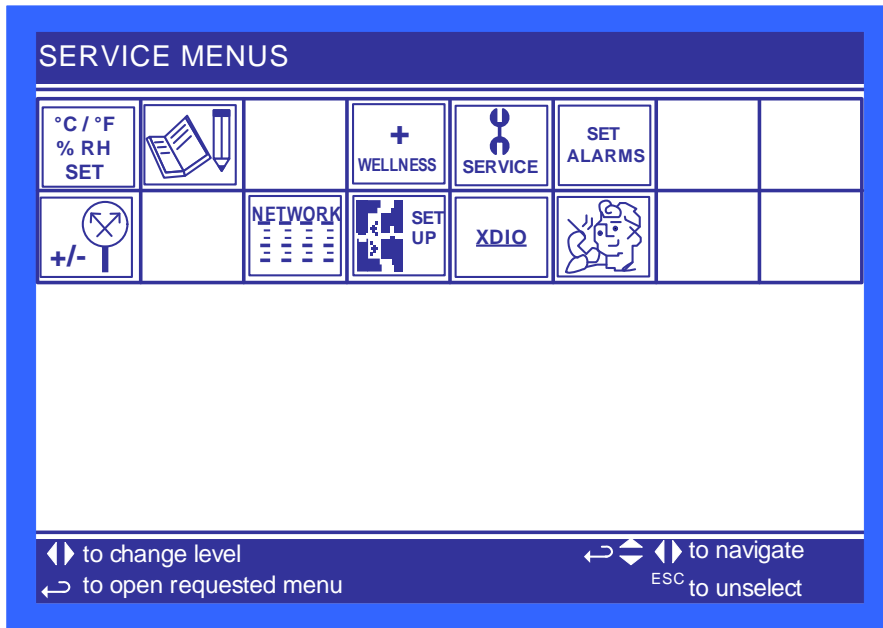 SERVICE MENUS
°C / °F
% RH
SET
+
WELLNESS
SERVICE
SET
ALARMS
+/-
NETWORK
SET
UP
XDIO
to change level
to navigate
to open requested menu
ESC to unselect